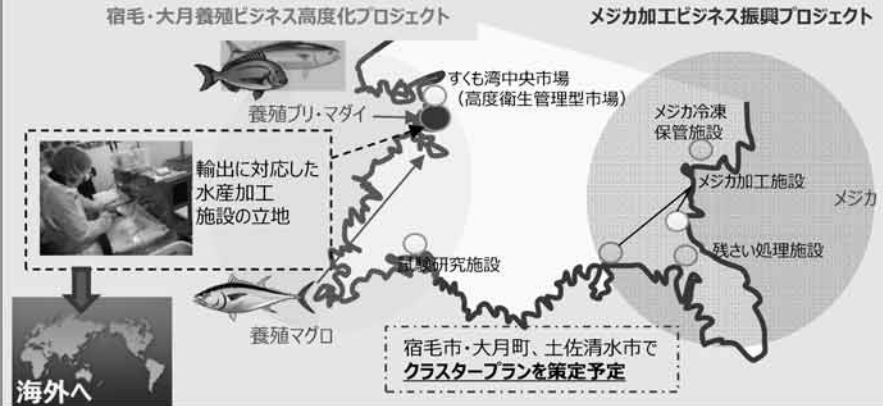 宿毛・大月養殖ビジネス高度化プロジェクト
メジカ加工ビジネス振興プロジェクト
すくも湾中央市場
（高度衛生管理型市場）
養殖ブリ・マダイ
輸出に対応した
水産加工
施設の立地
試験研究施設
養殖マグロ
海外へ
メジカ冷凍
保管施設
メジカ加工施設
メジカ
残さい処理施設
宿毛市・大月町、土佐清水市で
クラスタープランを策定予定